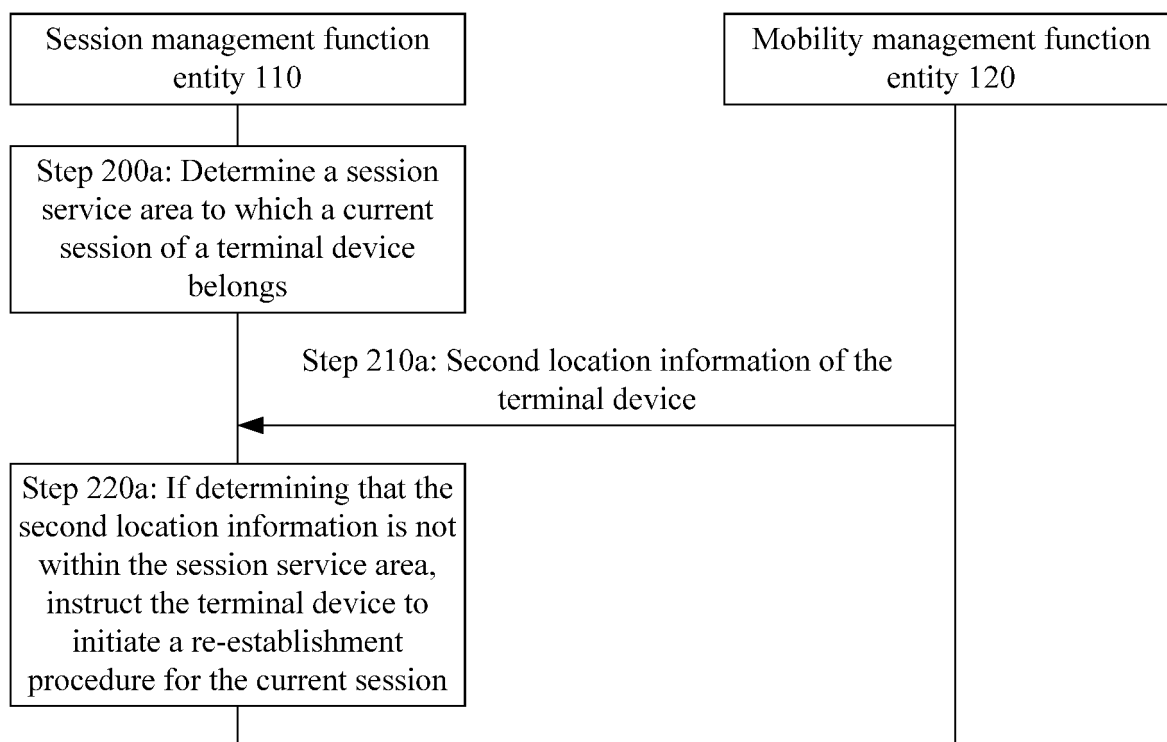 Session management function
entity 110
Mobility management function
entity 120
Step 200a: Determine a session
service area to which a current
session of a terminal device
belongs
Step 210a: Second location information of the
terminal device
Step 220a: If determining that the
second location information is not
within the session service area,
instruct the terminal device to
initiate a re-establishment
procedure for the current session